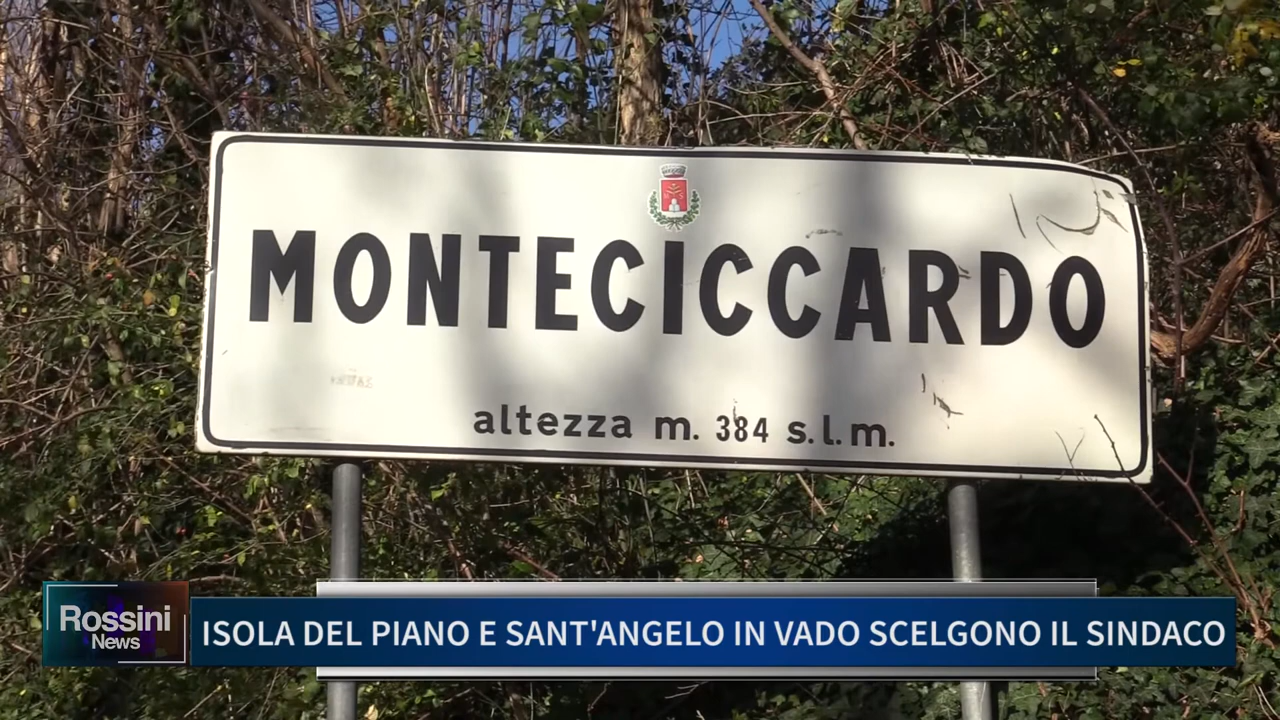 MONTECICCARDO
altezza m. 384 s.l.m.
Rossini
News
ISOLA DEL PIANO E SANT'ANGELO IN VADO SCELGONO IL SINDACO